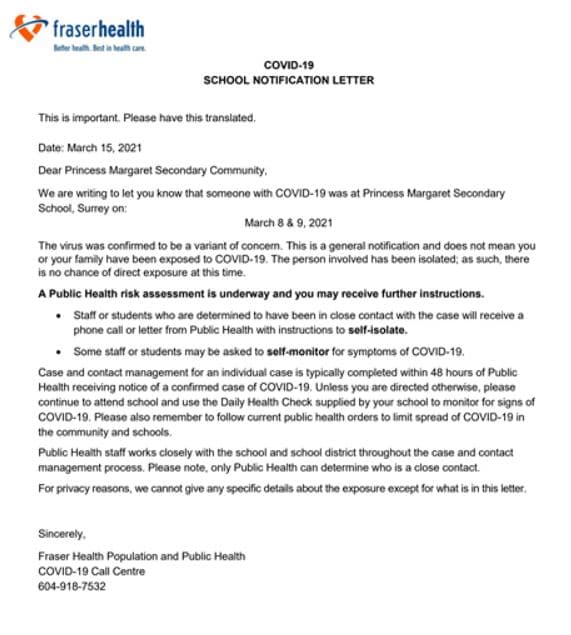 fraserhealth
Better health. Best in health care.
COVID-19
SCHOOL NOTIFICATION LETTER
This is important. Please have this translated.
Date: March 15, 2021
Dear Princess Margaret Secondary Community,
We are writing to let you know that someone with COVID-19 was at Princess Margaret Secondary
School, Surrey on:
March 8 & 9, 2021
The virus was confirmed to be a variant of concern. This is a general notification and does not mean you
or your family have been exposed to COVID-19. The person involved has been isolated; as such, there
is no chance of direct exposure at this time.
A Public Health risk assessment is underway and you may receive further instructions.
• Staff or students who are determined to have been in close contact with the case will receive a
phone call or letter from Public Health with instructions to self-isolate.
• Some staff or students may be asked to self-monitor for symptoms of COVID-19.
Case and contact management for an individual case is typically completed within 48 hours of Public
Health receiving notice of a confirmed case of COVID-19. Unless you are directed otherwise, please
continue to attend school and use the Daily Health Check supplied by your school to monitor for signs of
COVID-19. Please also remember to follow current public health orders to limit spread of COVID-19 in
the community and schools.
Public Health staff works closely with the school and school district throughout the case and contact
management process. Please note, only Public Health can determine who is a close contact.
For privacy reasons, we cannot give any specific details about the exposure except for what is in this letter.
Sincerely,
Fraser Health Population and Public Health
COVID-19 Call Centre
604-918-7532